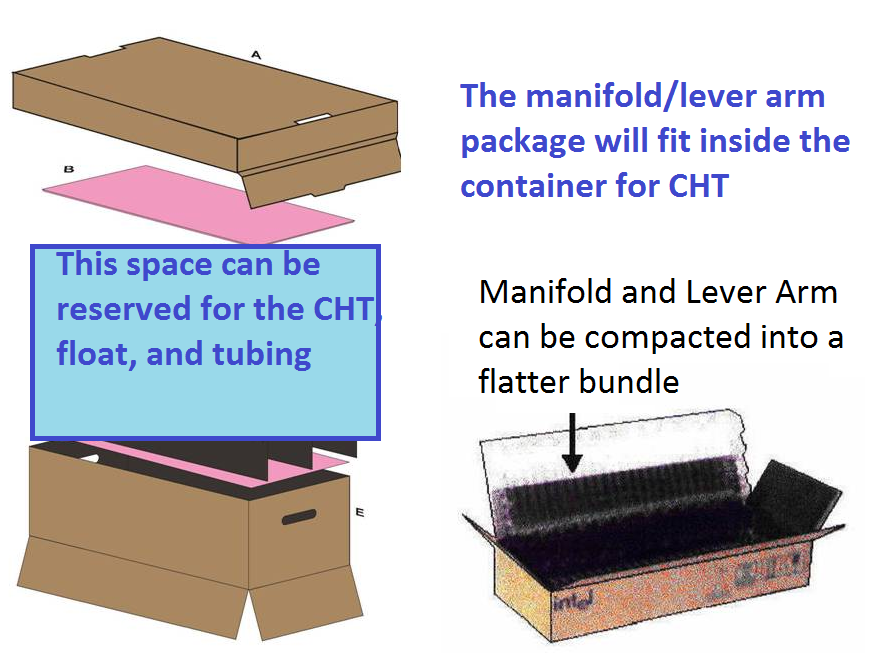 A
The manifold/lever arm
package will fit inside the
container for CHT
B
This space can be
reserved for the CHT,
float, and tubing
Manifold and Lever Arm
can be compacted into a
flatter bundle
E
intel